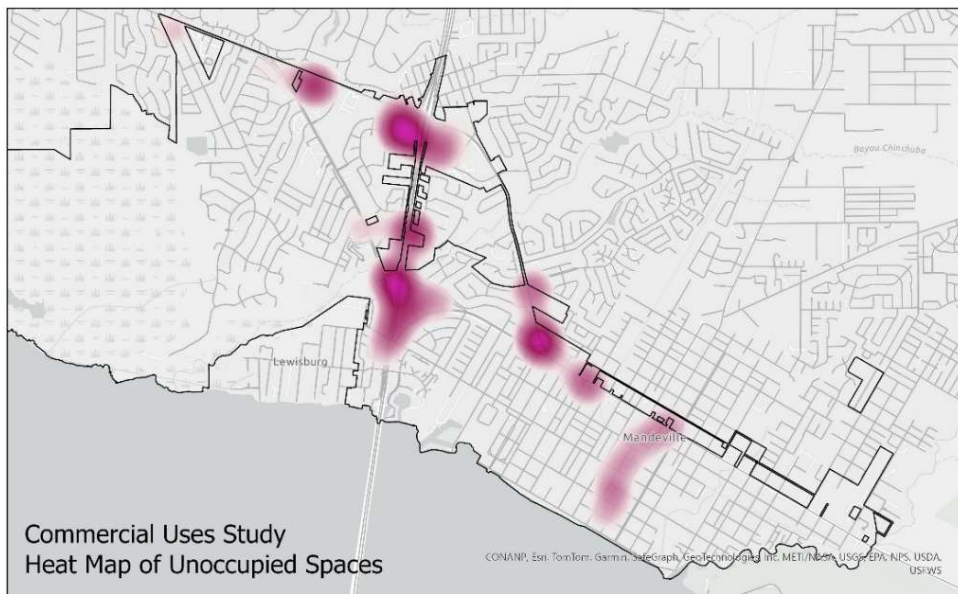 Bayou Chinchuba
Lewisburg
Mandeville
Commercial Uses Study
Heat Map of Unoccupied Spaces
CONANP, Esri, TomTom, Garmin, SafeGraph, GeoTechnologies, Inc, METI/NASA, USGS, EPA, NPS, USDA,
USFWS